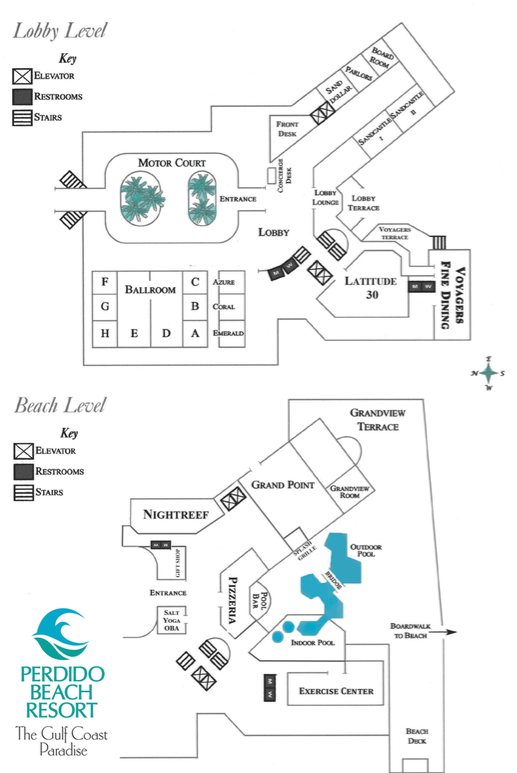 Lobby Level
Key
ELEVATOR
RESTROOMS
STAIRS
BOARD
ROOM
PARLORS
SAND
DOLLAR
SANDCASTLE
II
SANDCASTLE
I
FRONT
DESK
MOTOR COURT
CONCIERGE
DESK
ENTRANCE
LOBBY
LOUNGE
LOBBY
TERRACE
LOBBY
VOYAGERS
TERRACE
M W
LATITUDE
30
M W
VOYAGERS
FINE DINING
F
BALLROOM
C
AZURE
G
B
CORAL
H
E
D
A
EMERALD
E
N S
W
Beach Level
Key
ELEVATOR
RESTROOMS
STAIRS
GRANDVIEW
TERRACE
GRAND POINT
GRANDVIEW
ROOM
NIGHTREEF
SPLASH
GRILLE
OUTDOOR
POOL
BRIDGE
M W
GIFT SHOP
PIZZERIA
POOL
BAR
ENTRANCE
SALT
YOGA
OBA
INDOOR POOL
BOARDWALK
TO BEACH
M W
EXERCISE CENTER
BEACH
DECK
PERDIDO
BEACH
RESORT
The Gulf Coast
Paradise